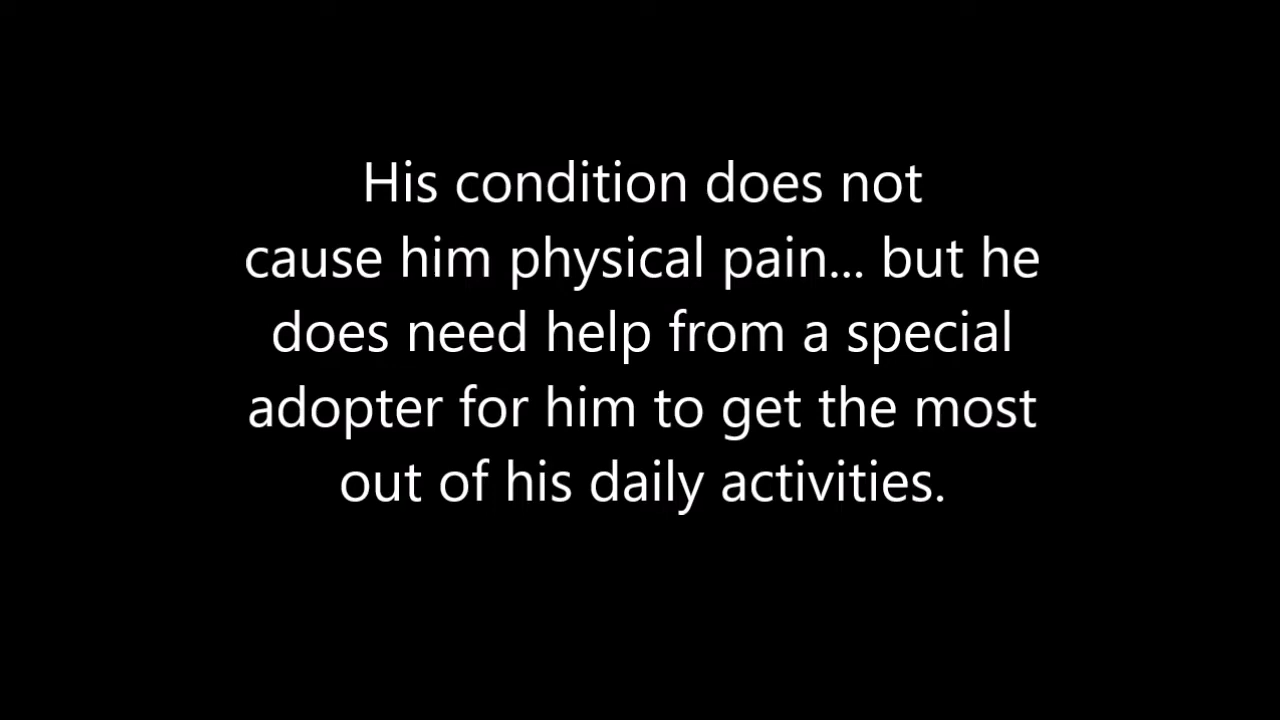 His condition does not
cause him physical pain... but he
does need help from a special
adopter for him to get the most
out of his daily activities.